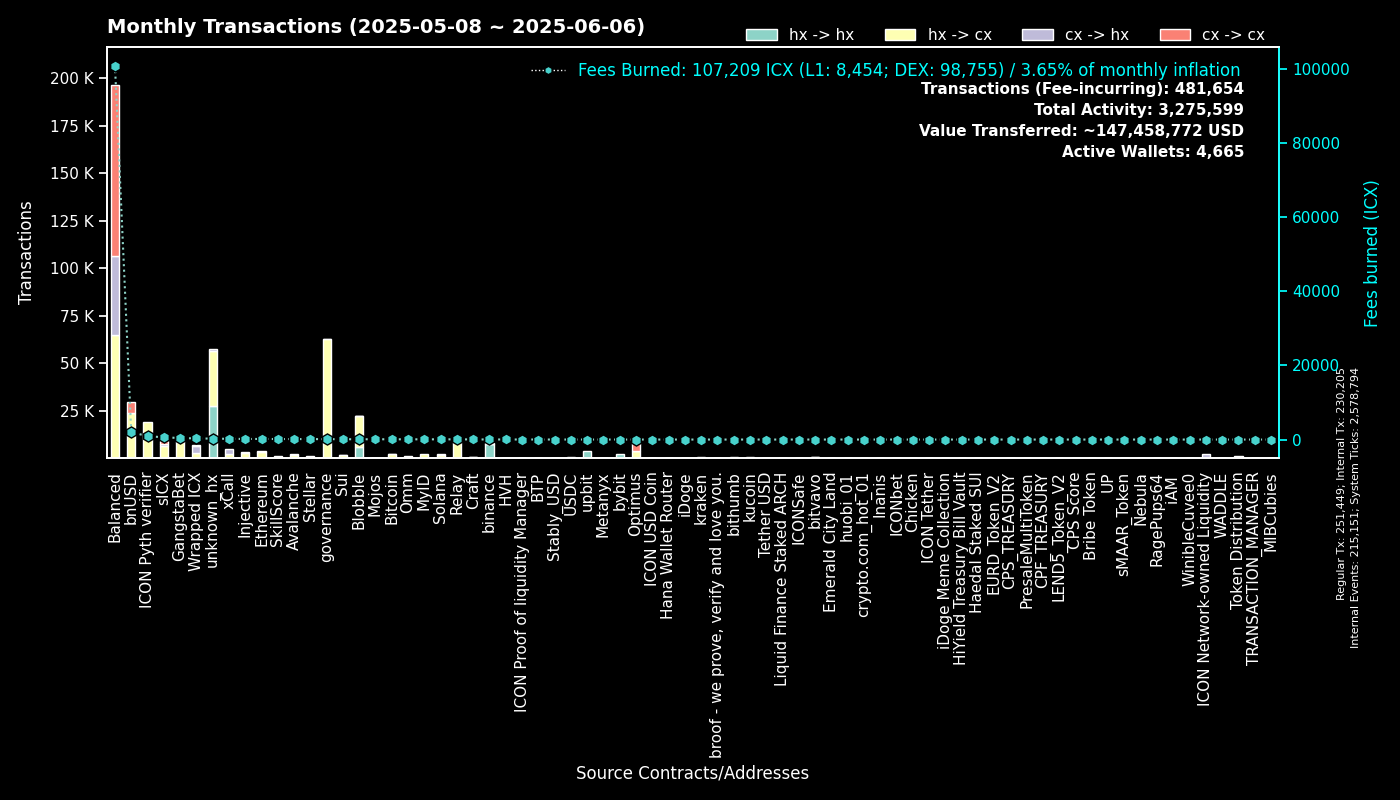 Monthly Transactions (2025-05-08 ~ 2025-06-06)
hx -> hx
hx -> cx
cx -> hx
cx -> cx
Fees Burned: 107,209 ICX (L1: 8,454; DEX: 98,755) / 3.65% of monthly inflation
Transactions (Fee-incurring): 481,654
Total Activity: 3,275,599
Value Transferred: ~147,458,772 USD
Active Wallets: 4,665
Transactions
200 K
175 K
150 K
125 K
100 K
75 K
50 K
25 K
100000
80000
60000
40000
20000
0
Fees burned (ICX)
Regular Tx: 251,449; Internal Tx: 230,205
Internal Events: 215,151; System Ticks: 2,578,794
Balanced
bnUSD
ICON Pyth verifier
sICX
GangstaBet
Wrapped ICX
unknown_hx
xCall
Injective
Ethereum
SkillScore
Avalanche
Stellar
governance
Sui
Blobble
Mojos
Bitcoin
Omm
MyID
Solana
Relay
Craft
binance
HVH
ICON Proof of liquidity Manager
BTP
Stably_USD
USDC
upbit
Metanyx
bybit
Optimus
ICON USD Coin
Hana Wallet Router
iDoge
kraken
broof - we prove, verify and love you.
bithumb
kucoin
Tether_USD
Liquid Finance Staked ARCH
ICONSafe
bitvavo
Emerald City Land
huobi_01
crypto.com_hot_01
Inanis
ICONbet
Chicken
ICON Tether
iDoge Meme Collection
HiYield Treasury Bill Vault
Haedal Staked SUI
EURD_Token_V2
CPS_TREASURY
PresaleMultiToken
CPF_TREASURY
LEND5_Token_V2
CPS Score
Bribe Token
UP
sMAAR_Token
Nebula
RagePups64
iAM
WinibleCuvee0
ICON Network-owned Liquidity
WADDLE
Token Distribution
TRANSACTION_MANAGER
MIBCubies
Source Contracts/Addresses